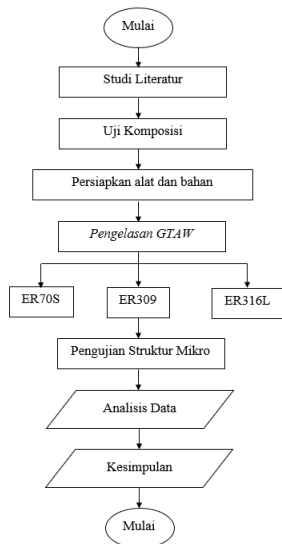 Mulai
Studi Literatur
Uji Komposisi
Persiapkan alat dan bahan
Pengelasan GTAW
ER70S
ER309
ER316L
Pengujian Struktur Mikro
Analisis Data
Kesimpulan
Mulai